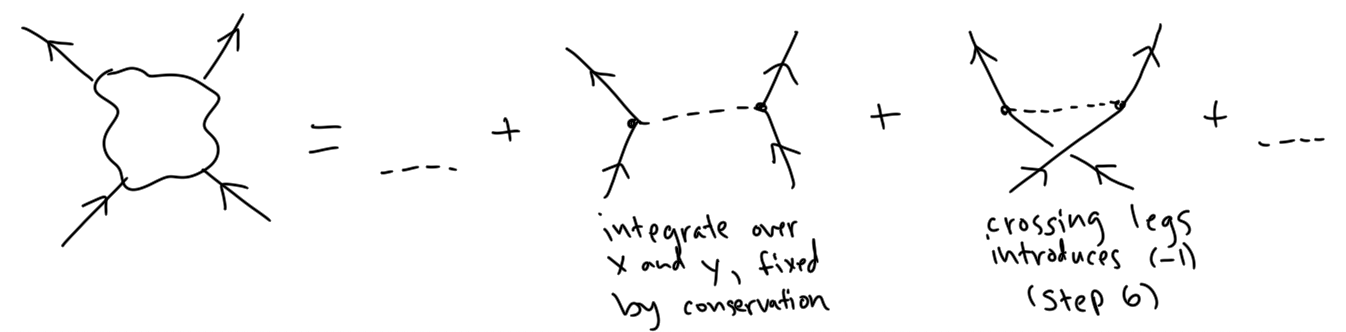 = + + +
integrate over
x and y, fixed
by conservation
crossing legs
introduces (-1)
(Step 6)